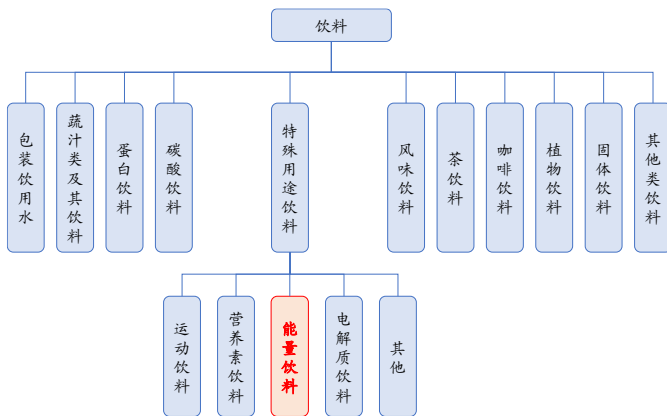 饮料
包装饮用水
蔬汁类及其饮料
蛋白饮料
碳酸饮料
特殊用途饮料
风味饮料
茶饮料
咖啡饮料
植物饮料
固体饮料
其他类饮料
运动饮料
营养素饮料
能量饮料
电解质饮料
其他